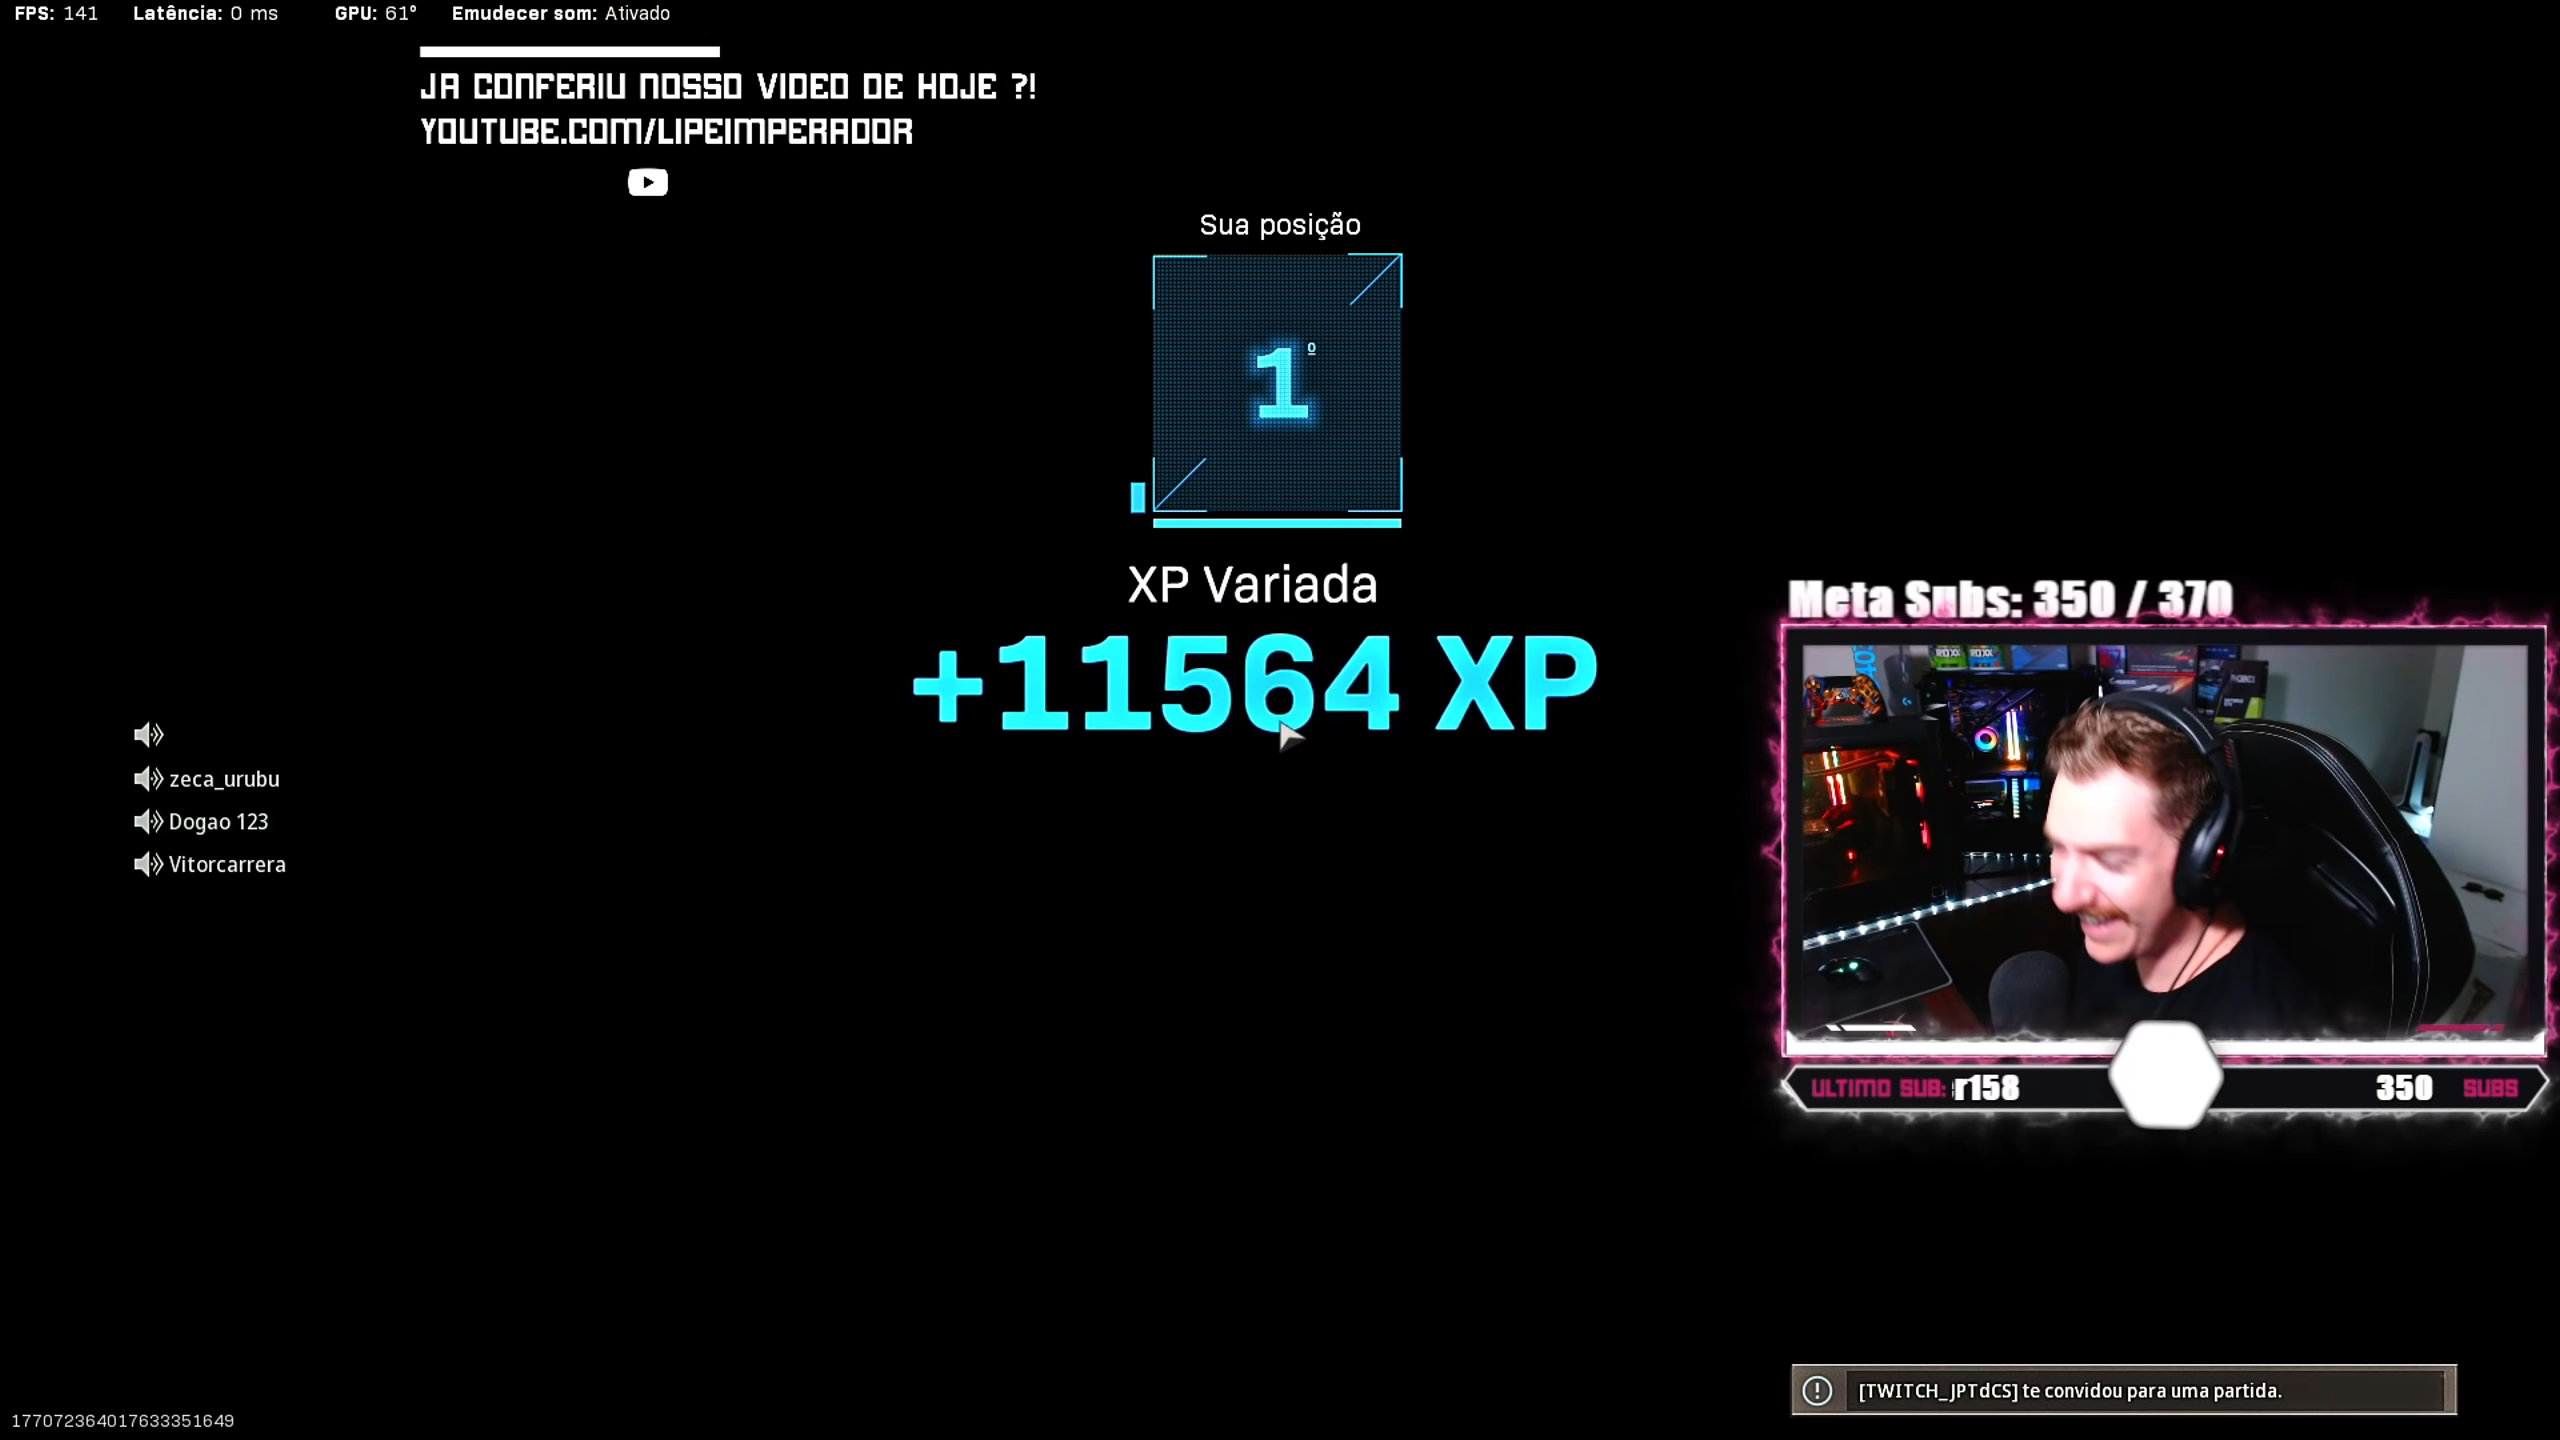 FPS: 141 Latência: 0 ms GPU: 61° Emudecer som: Ativado
JA CONFERIU NOSSO VIDEO DE HOJE ?!
YOUTUBE.COM/LIPEIMPERADOR
Sua posição
1º
XP Variada
+11564 XP
zeca_urubu
Dogao 123
Vitorcarrera
Meta Subs: 350 / 370
ULTIMO SUB: r158
350 SUBS
[TWITCH_JPTdCS] te convidou para uma partida.
17707236401763335​1649